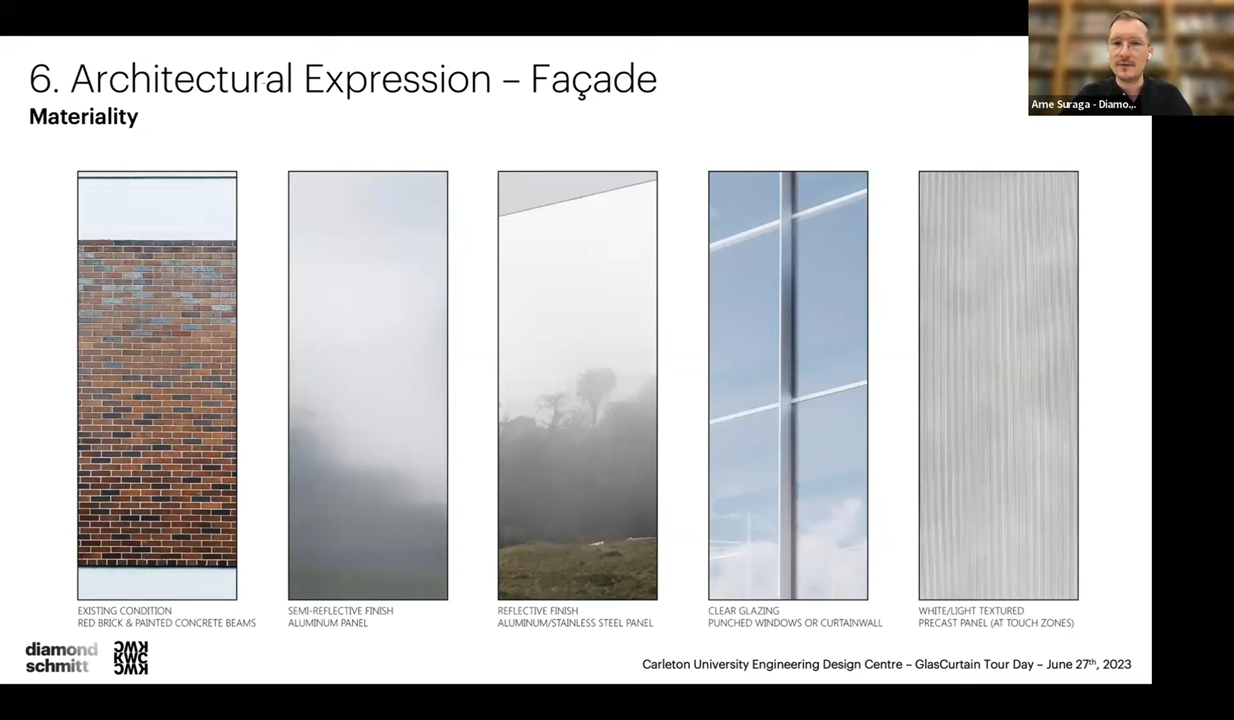 6. Architectural Expression – Façade
Materiality
Arne Suraga - Diamo...
EXISTING CONDITION
RED BRICK & PAINTED CONCRETE BEAMS
SEMI-REFLECTIVE FINISH
ALUMINUM PANEL
REFLECTIVE FINISH
ALUMINUM/STAINLESS STEEL PANEL
CLEAR GLAZING
PUNCHED WINDOWS OR CURTAINWALL
WHITE/LIGHT TEXTURED
PRECAST PANEL (AT TOUCH ZONES)
diamond
schmitt
KWC
Carleton University Engineering Design Centre – GlasCurtain Tour Day – June 27th, 2023